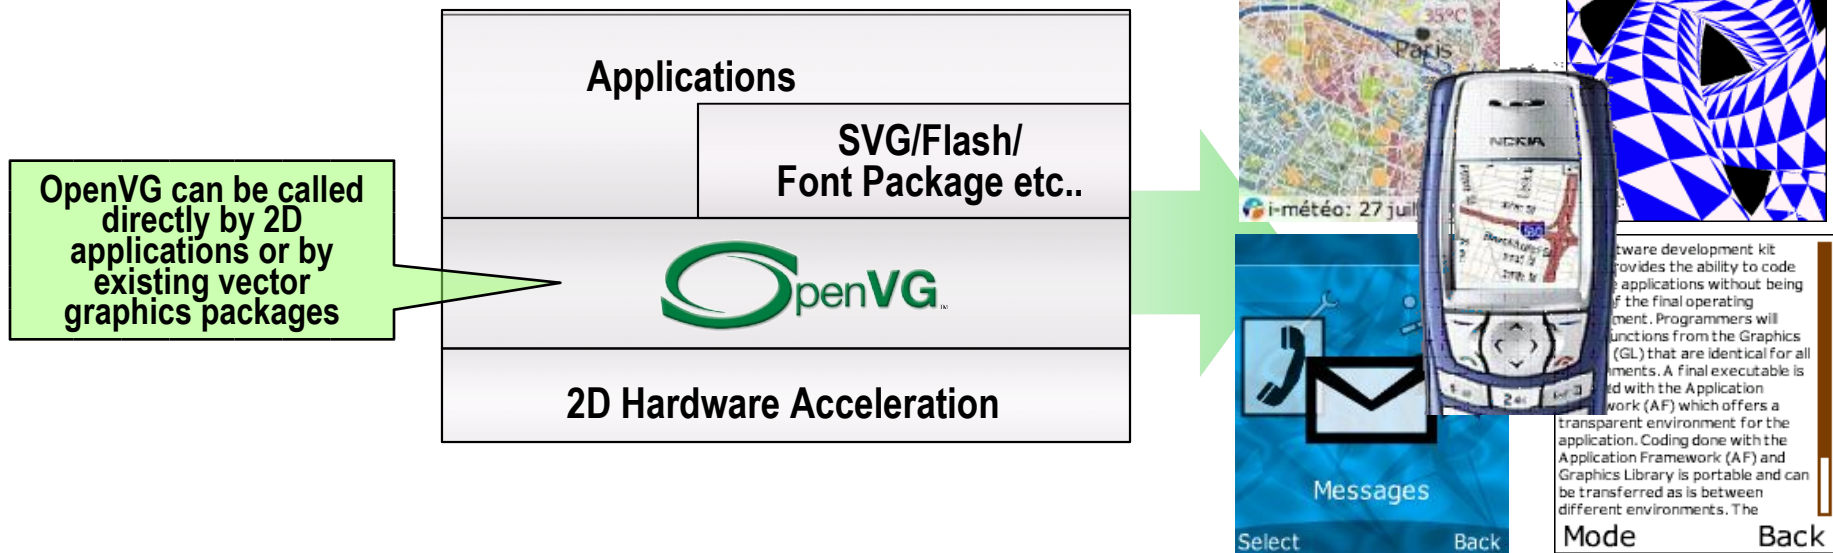 OpenVG can be called
directly by 2D
applications or by
existing vector
graphics packages
Applications
SVG/Flash/
Font Package etc..
OpenVG
TM
2D Hardware Acceleration
35°C
Paris
i-météo: 27 juil
NOKIA
Messages
Select Back
tware development kit
rovides the ability to code
applications without being
f the final operating
ment. Programmers will
unctions from the Graphics
(GL) that are identical for all
ments. A final executable is
ed with the Application
work (AF) which offers a
transparent environment for the
application. Coding done with the
Application Framework (AF) and
Graphics Library is portable and can
be transferred as is between
different environments. The
Mode Back